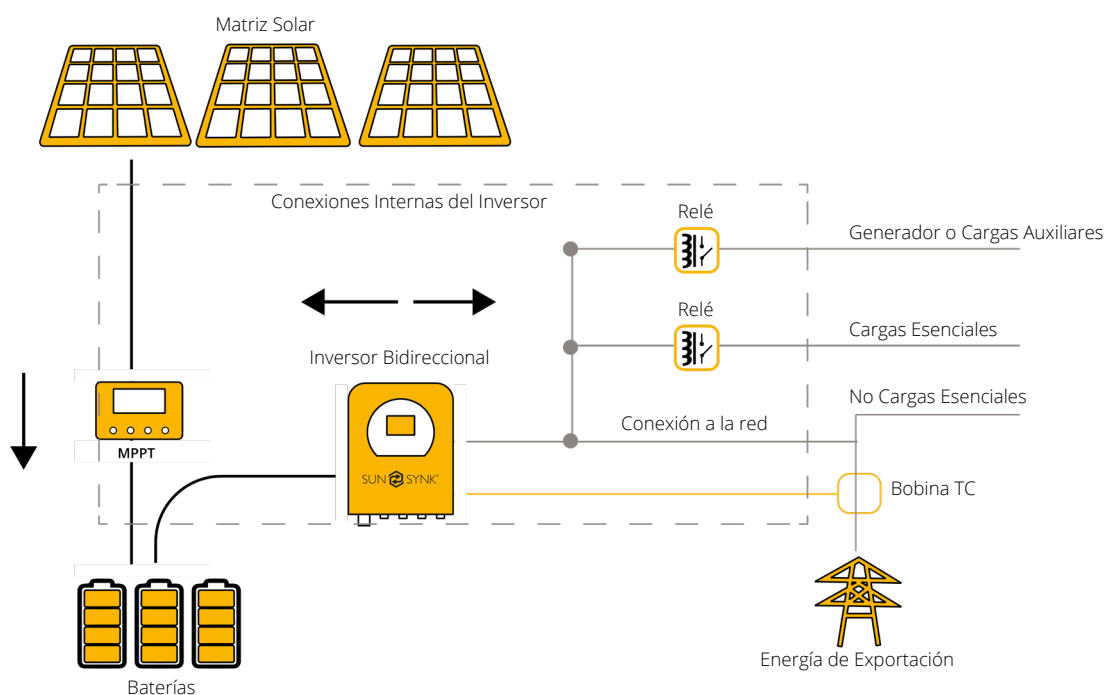 Matriz Solar
Conexiones Internas del Inversor
Relé
Generador o Cargas Auxiliares
Relé
Cargas Esenciales
Inversor Bidireccional
No Cargas Esenciales
Conexión a la red
MPPT
SUN SYNK
Bobina TC
Energía de Exportación
Baterías